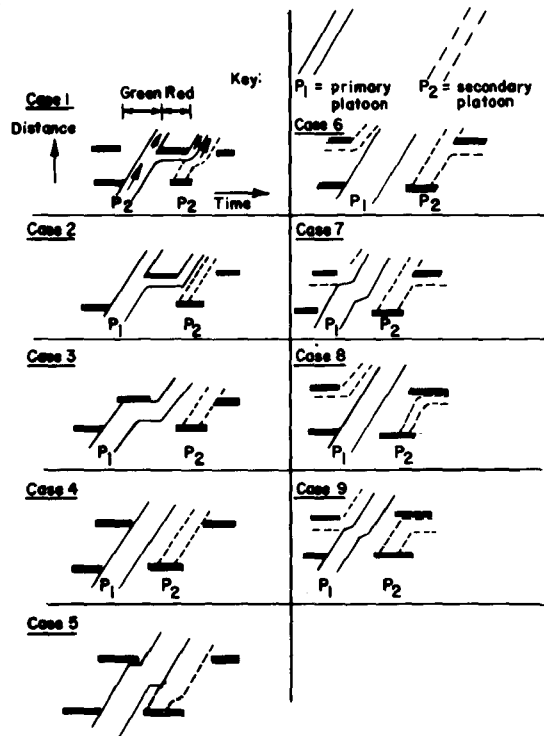 Key:
P1 = primary platoon
P2 = secondary platoon
Case 1
Green Red
Distance
Time
P2 P2
Case 2
P1 P2
Case 3
P1 P2
Case 4
P1 P2
Case 5
Case 6
P1 P2
Case 7
P1 P2
Case 8
P1 P2
Case 9
P1 P2